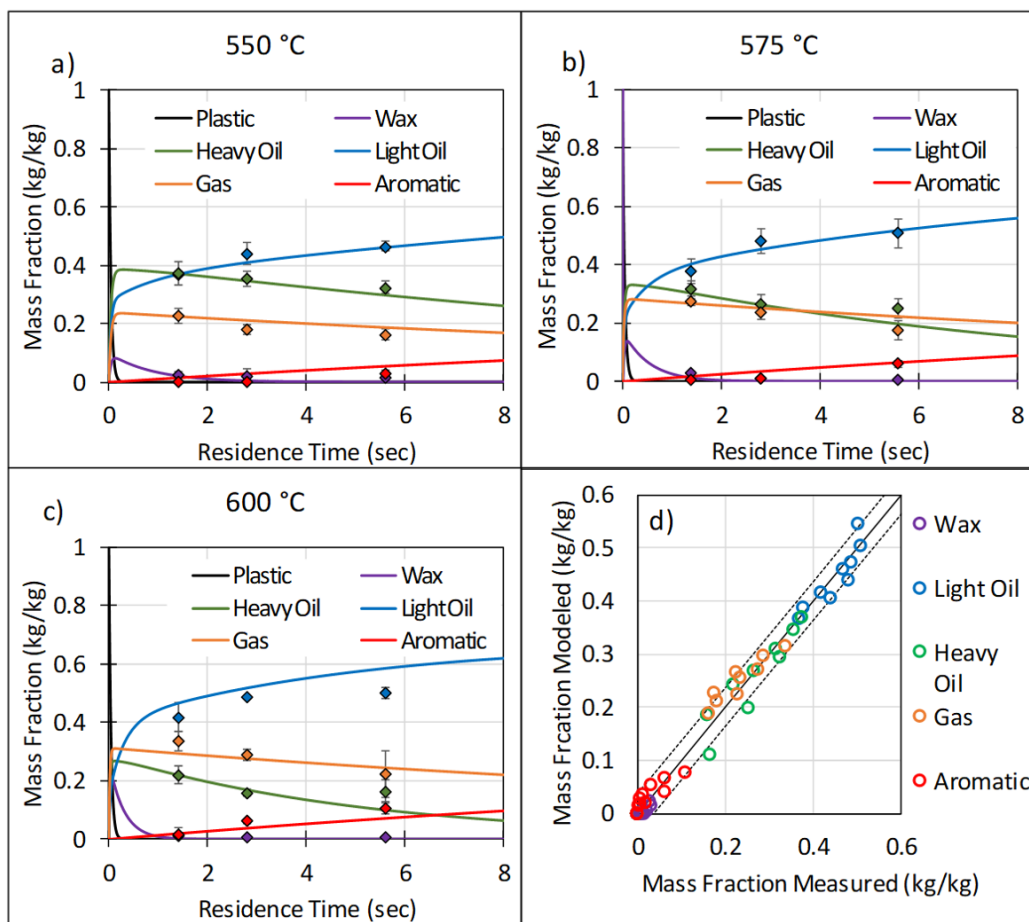 550 °C
a)
Mass Fraction (kg/kg)
1
0.8
0.6
0.4
0.2
0
Plastic
Wax
Heavy Oil
Light Oil
Gas
Aromatic
0 2 4 6 8
Residence Time (sec)
575 °C
b)
Mass Fraction (kg/kg)
1
0.8
0.6
0.4
0.2
0
Plastic
Wax
Heavy Oil
Light Oil
Gas
Aromatic
0 2 4 6 8
Residence Time (sec)
600 °C
c)
Mass Fraction (kg/kg)
1
0.8
0.6
0.4
0.2
0
Plastic
Wax
Heavy Oil
Light Oil
Gas
Aromatic
0 2 4 6 8
Residence Time (sec)
d)
Mass Frcation Modeled (kg/kg)
0.6
0.5
0.4
0.3
0.2
0.1
0
0 0.2 0.4 0.6
Mass Fraction Measured (kg/kg)
Wax
Light Oil
Heavy
Oil
Gas
Aromatic